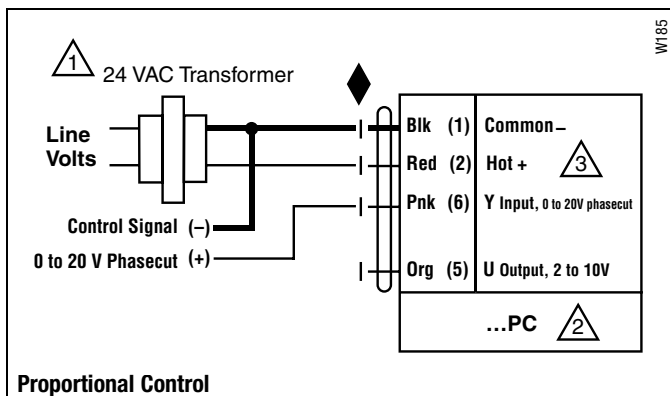 W185
1 24 VAC Transformer
Line
Volts
Blk (1) Common –
Red (2) Hot + 3
Pnk (6) Y Input, 0 to 20V phasecut
Control Signal (–)
0 to 20 V Phasecut (+)
Org (5) U Output, 2 to 10V
...PC 2
Proportional Control